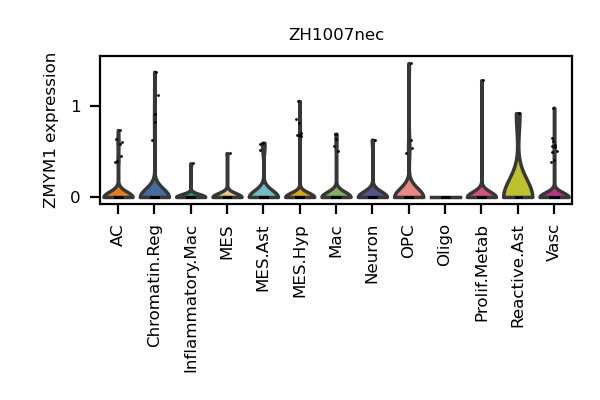 ZH1007nec
ZMYM1 expression
1
0
AC
Chromatin.Reg
Inflammatory.Mac
MES
MES.Ast
MES.Hyp
Mac
Neuron
OPC
Oligo
Prolif.Metab
Reactive.Ast
Vasc